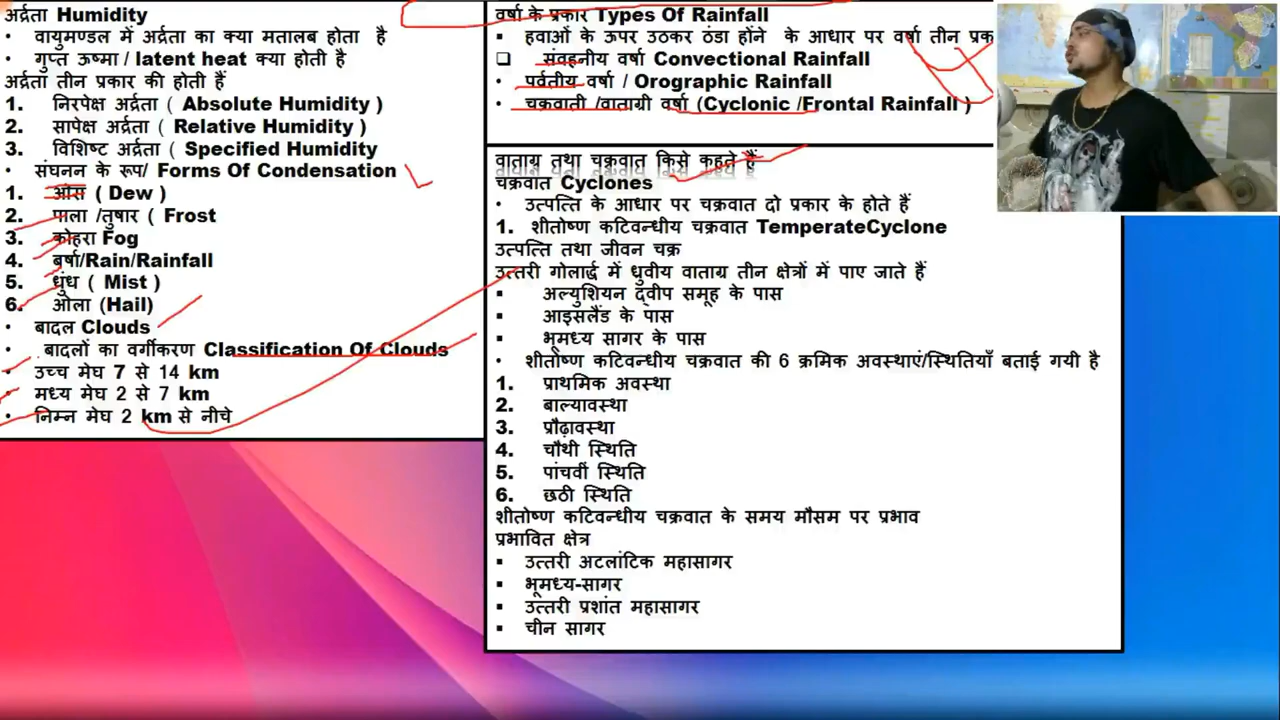 अर्द्रता Humidity
• वायुमण्डल में अर्द्रता का क्या मतालब होता है
• गुप्त ऊष्मा / latent heat क्या होती है
अर्द्रता तीन प्रकार की होती हैं
1. निरपेक्ष अर्द्रता ( Absolute Humidity )
2. सापेक्ष अर्द्रता ( Relative Humidity )
3. विशिष्ट अर्द्रता ( Specified Humidity
• संघनन के रूप/ Forms Of Condensation
1. ओस ( Dew )
2. पाला /तुषार ( Frost
3. कोहरा Fog
4. बर्षा/Rain/Rainfall
5. धुंध ( Mist )
6. ओला (Hail)
• बादल Clouds
• बादलों का वर्गीकरण Classification Of Clouds
• उच्च मेघ 7 से 14 km
• मध्य मेघ 2 से 7 km
• निम्न मेघ 2 km से नीचे
वर्षा के प्रकार Types Of Rainfall
• हवाओं के ऊपर उठकर ठंडा होंने के आधार पर वर्षा तीन प्रक
❑ संवहनीय वर्षा Convectional Rainfall
• पर्वतीय वर्षा / Orographic Rainfall
• चक्रवाती /वाताग्री वर्षा (Cyclonic /Frontal Rainfall )
वाताग्र तथा चक्रवात किसे कहते हैं
चक्रवात Cyclones
• उत्पत्ति के आधार पर चक्रवात दो प्रकार के होते हैं
1. शीतोष्ण कटिवन्धीय चक्रवात TemperateCyclone
उत्पत्ति तथा जीवन चक्र
उत्तरी गोलार्द्ध में ध्रुवीय वाताग्र तीन क्षेत्रों में पाए जाते हैं
▪ अल्युशियन द्वीप समूह के पास
▪ आइसलैंड के पास
▪ भूमध्य सागर के पास
• शीतोष्ण कटिवन्धीय चक्रवात की 6 क्रमिक अवस्थाएं/स्थितियाँ बताई गयी है
1. प्राथमिक अवस्था
2. बाल्यावस्था
3. प्रौढ़ावस्था
4. चौथी स्थिति
5. पांचवीं स्थिति
6. छठी स्थिति
शीतोष्ण कटिवन्धीय चक्रवात के समय मौसम पर प्रभाव
प्रभावित क्षेत्र
▪ उत्तरी अटलांटिक महासागर
▪ भूमध्य-सागर
▪ उत्तरी प्रशांत महासागर
▪ चीन सागर